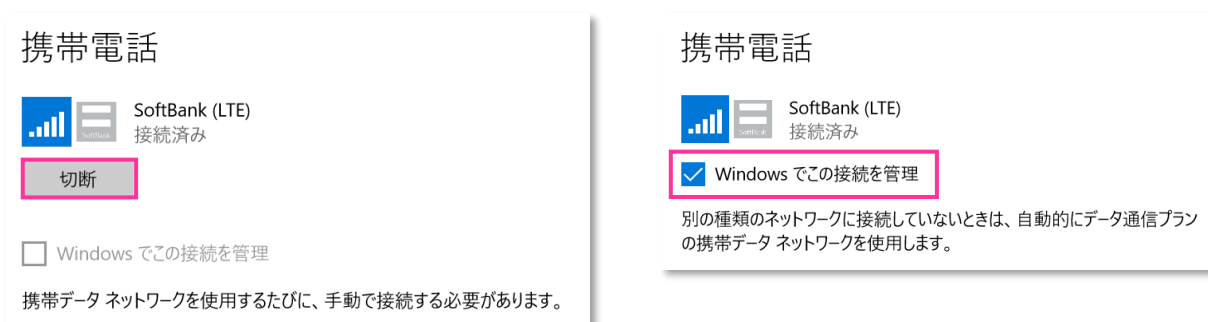 携帯電話
SoftBank (LTE)
SoftBank
接続済み
切断
Windows でこの接続を管理
携帯データ ネットワークを使用するたびに、手動で接続する必要があります。
携帯電話
SoftBank (LTE)
SoftBank
接続済み
Windows でこの接続を管理
別の種類のネットワークに接続していないときは、自動的にデータ通信プラン
の携帯データ ネットワークを使用します。